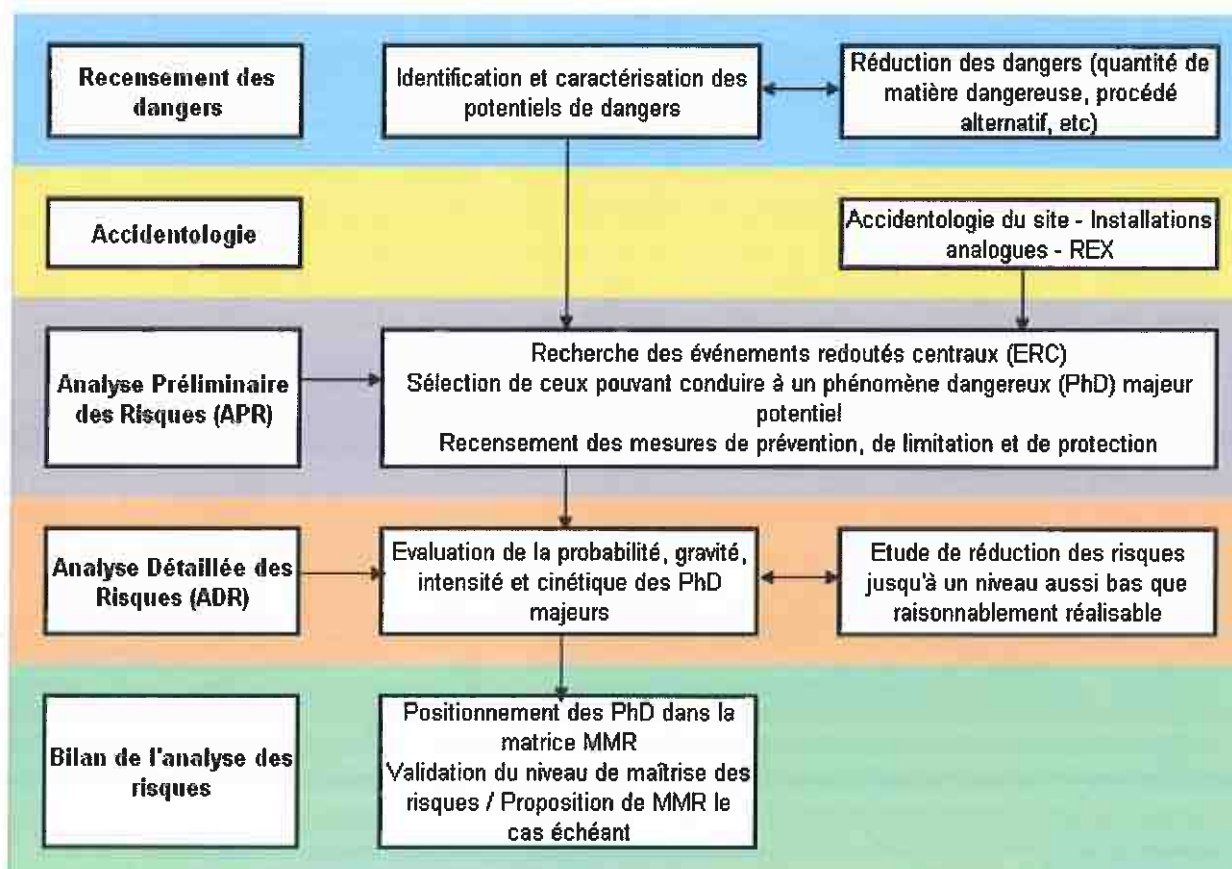 Recensement des
dangers
Identification et caractérisation des
potentiels de dangers
Réduction des dangers (quantité de
matière dangereuse, procédé
alternatif, etc)
Accidentologie
Accidentologie du site - Installations
analogues - REX
Analyse Préliminaire
des Risques (APR)
Recherche des événements redoutés centraux (ERC)
Sélection de ceux pouvant conduire à un phénomène dangereux (PhD) majeur
potentiel
Recensement des mesures de prévention, de limitation et de protection
Analyse Détaillée des
Risques (ADR)
Evaluation de la probabilité, gravité,
intensité et cinétique des PhD
majeurs
Etude de réduction des risques
jusqu'à un niveau aussi bas que
raisonnablement réalisable
Bilan de l'analyse des
risques
Positionnement des PhD dans la
matrice MMR
Validation du niveau de maîtrise des
risques / Proposition de MMR le
cas échéant